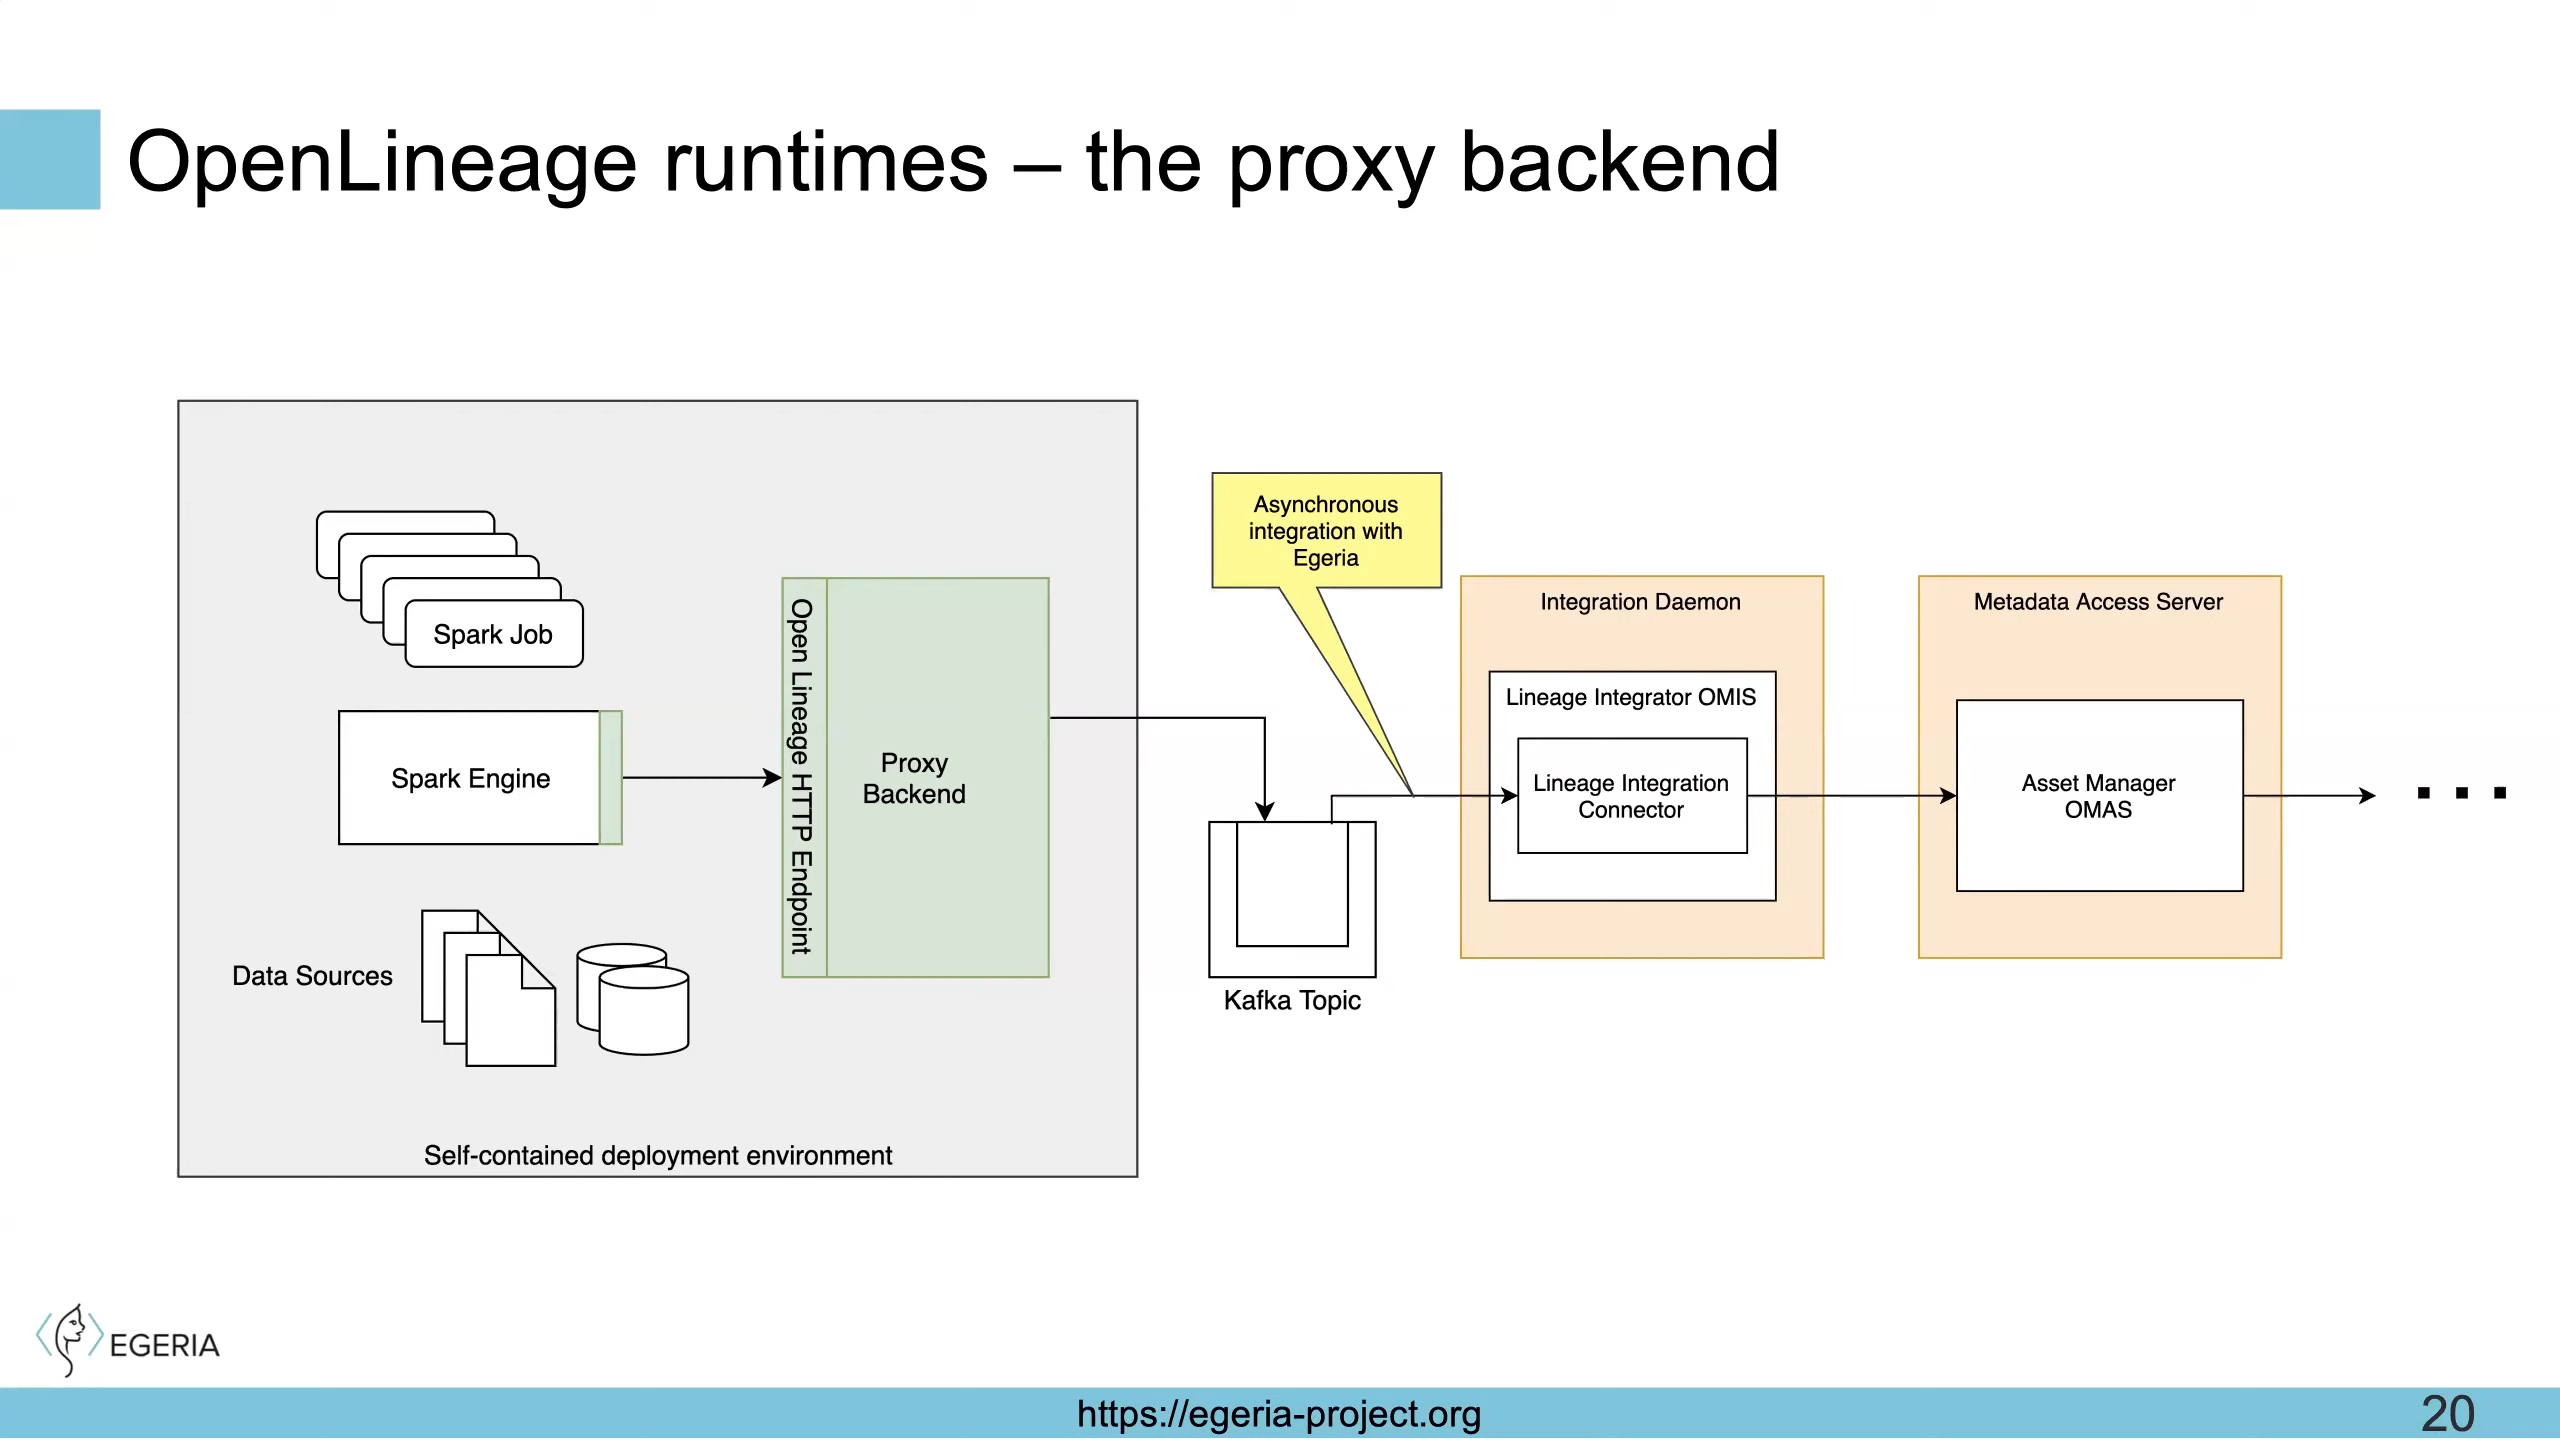 OpenLineage runtimes – the proxy backend
Spark Job
Spark Engine
Data Sources
Open Lineage HTTP Endpoint
Proxy
Backend
Self-contained deployment environment
Asynchronous
integration with
Egeria
Kafka Topic
Integration Daemon
Lineage Integrator OMIS
Lineage Integration
Connector
Metadata Access Server
Asset Manager
OMAS
EGERIA
https://egeria-project.org
20